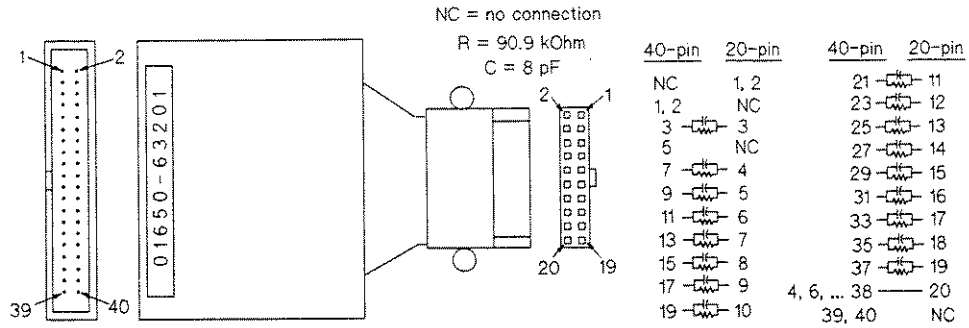 NC = no connection
R = 90.9 kOhm
C = 8 pF
1
2
39
40
01650-63201
2
1
20
19
40-pin 20-pin
NC 1, 2
1, 2 NC
3 3
5 NC
7 4
9 5
11 6
13 7
15 8
17 9
19 10
40-pin 20-pin
21 11
23 12
25 13
27 14
29 15
31 16
33 17
35 18
37 19
4, 6, ... 38 20
39, 40 NC